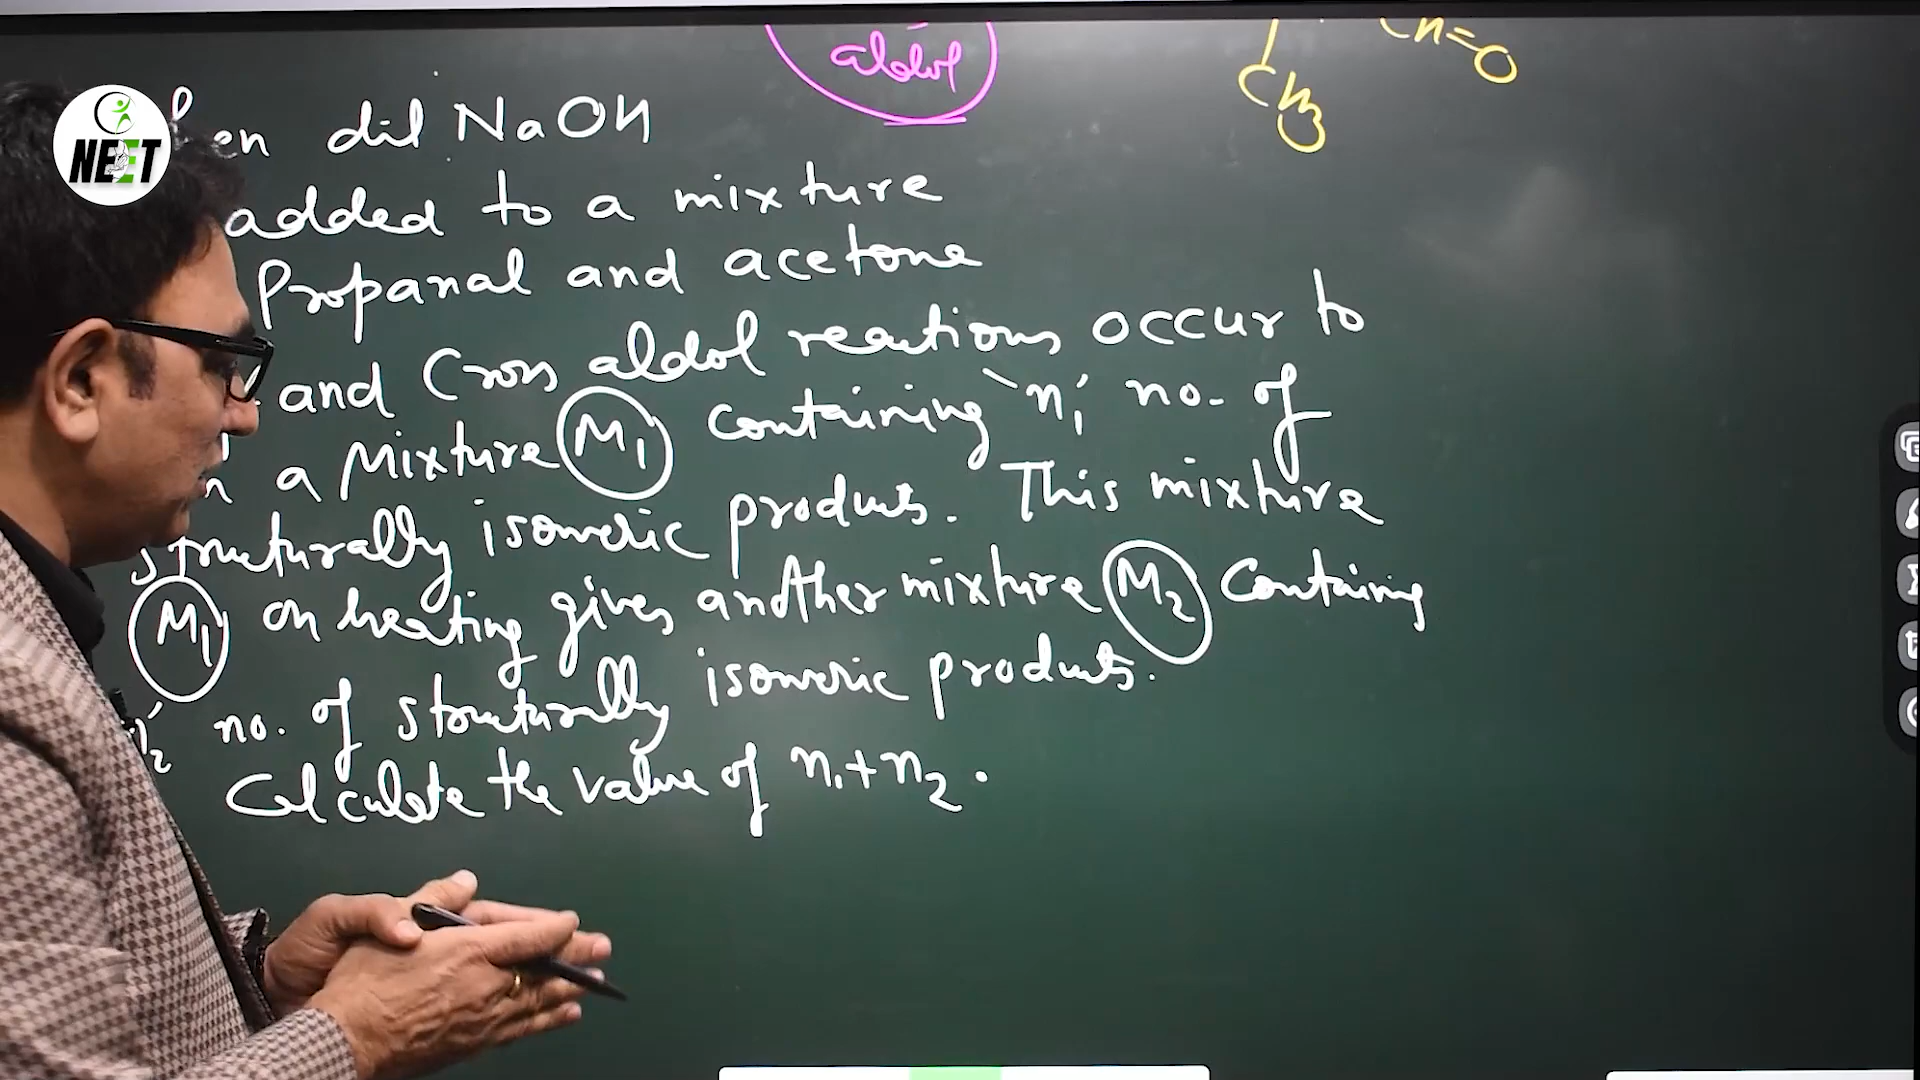 aldol
CH=O
CH3
NEET
dil NaOH
added to a mixture
Propanal and acetone
and Cross aldol reactions occur to
a Mixture M1 containing 'n1' no. of
structurally isomeric products. This mixture
M1 on heating gives another mixture M2 containing
n2' no. of structurally isomeric products.
Calculate the value of n1+n2.